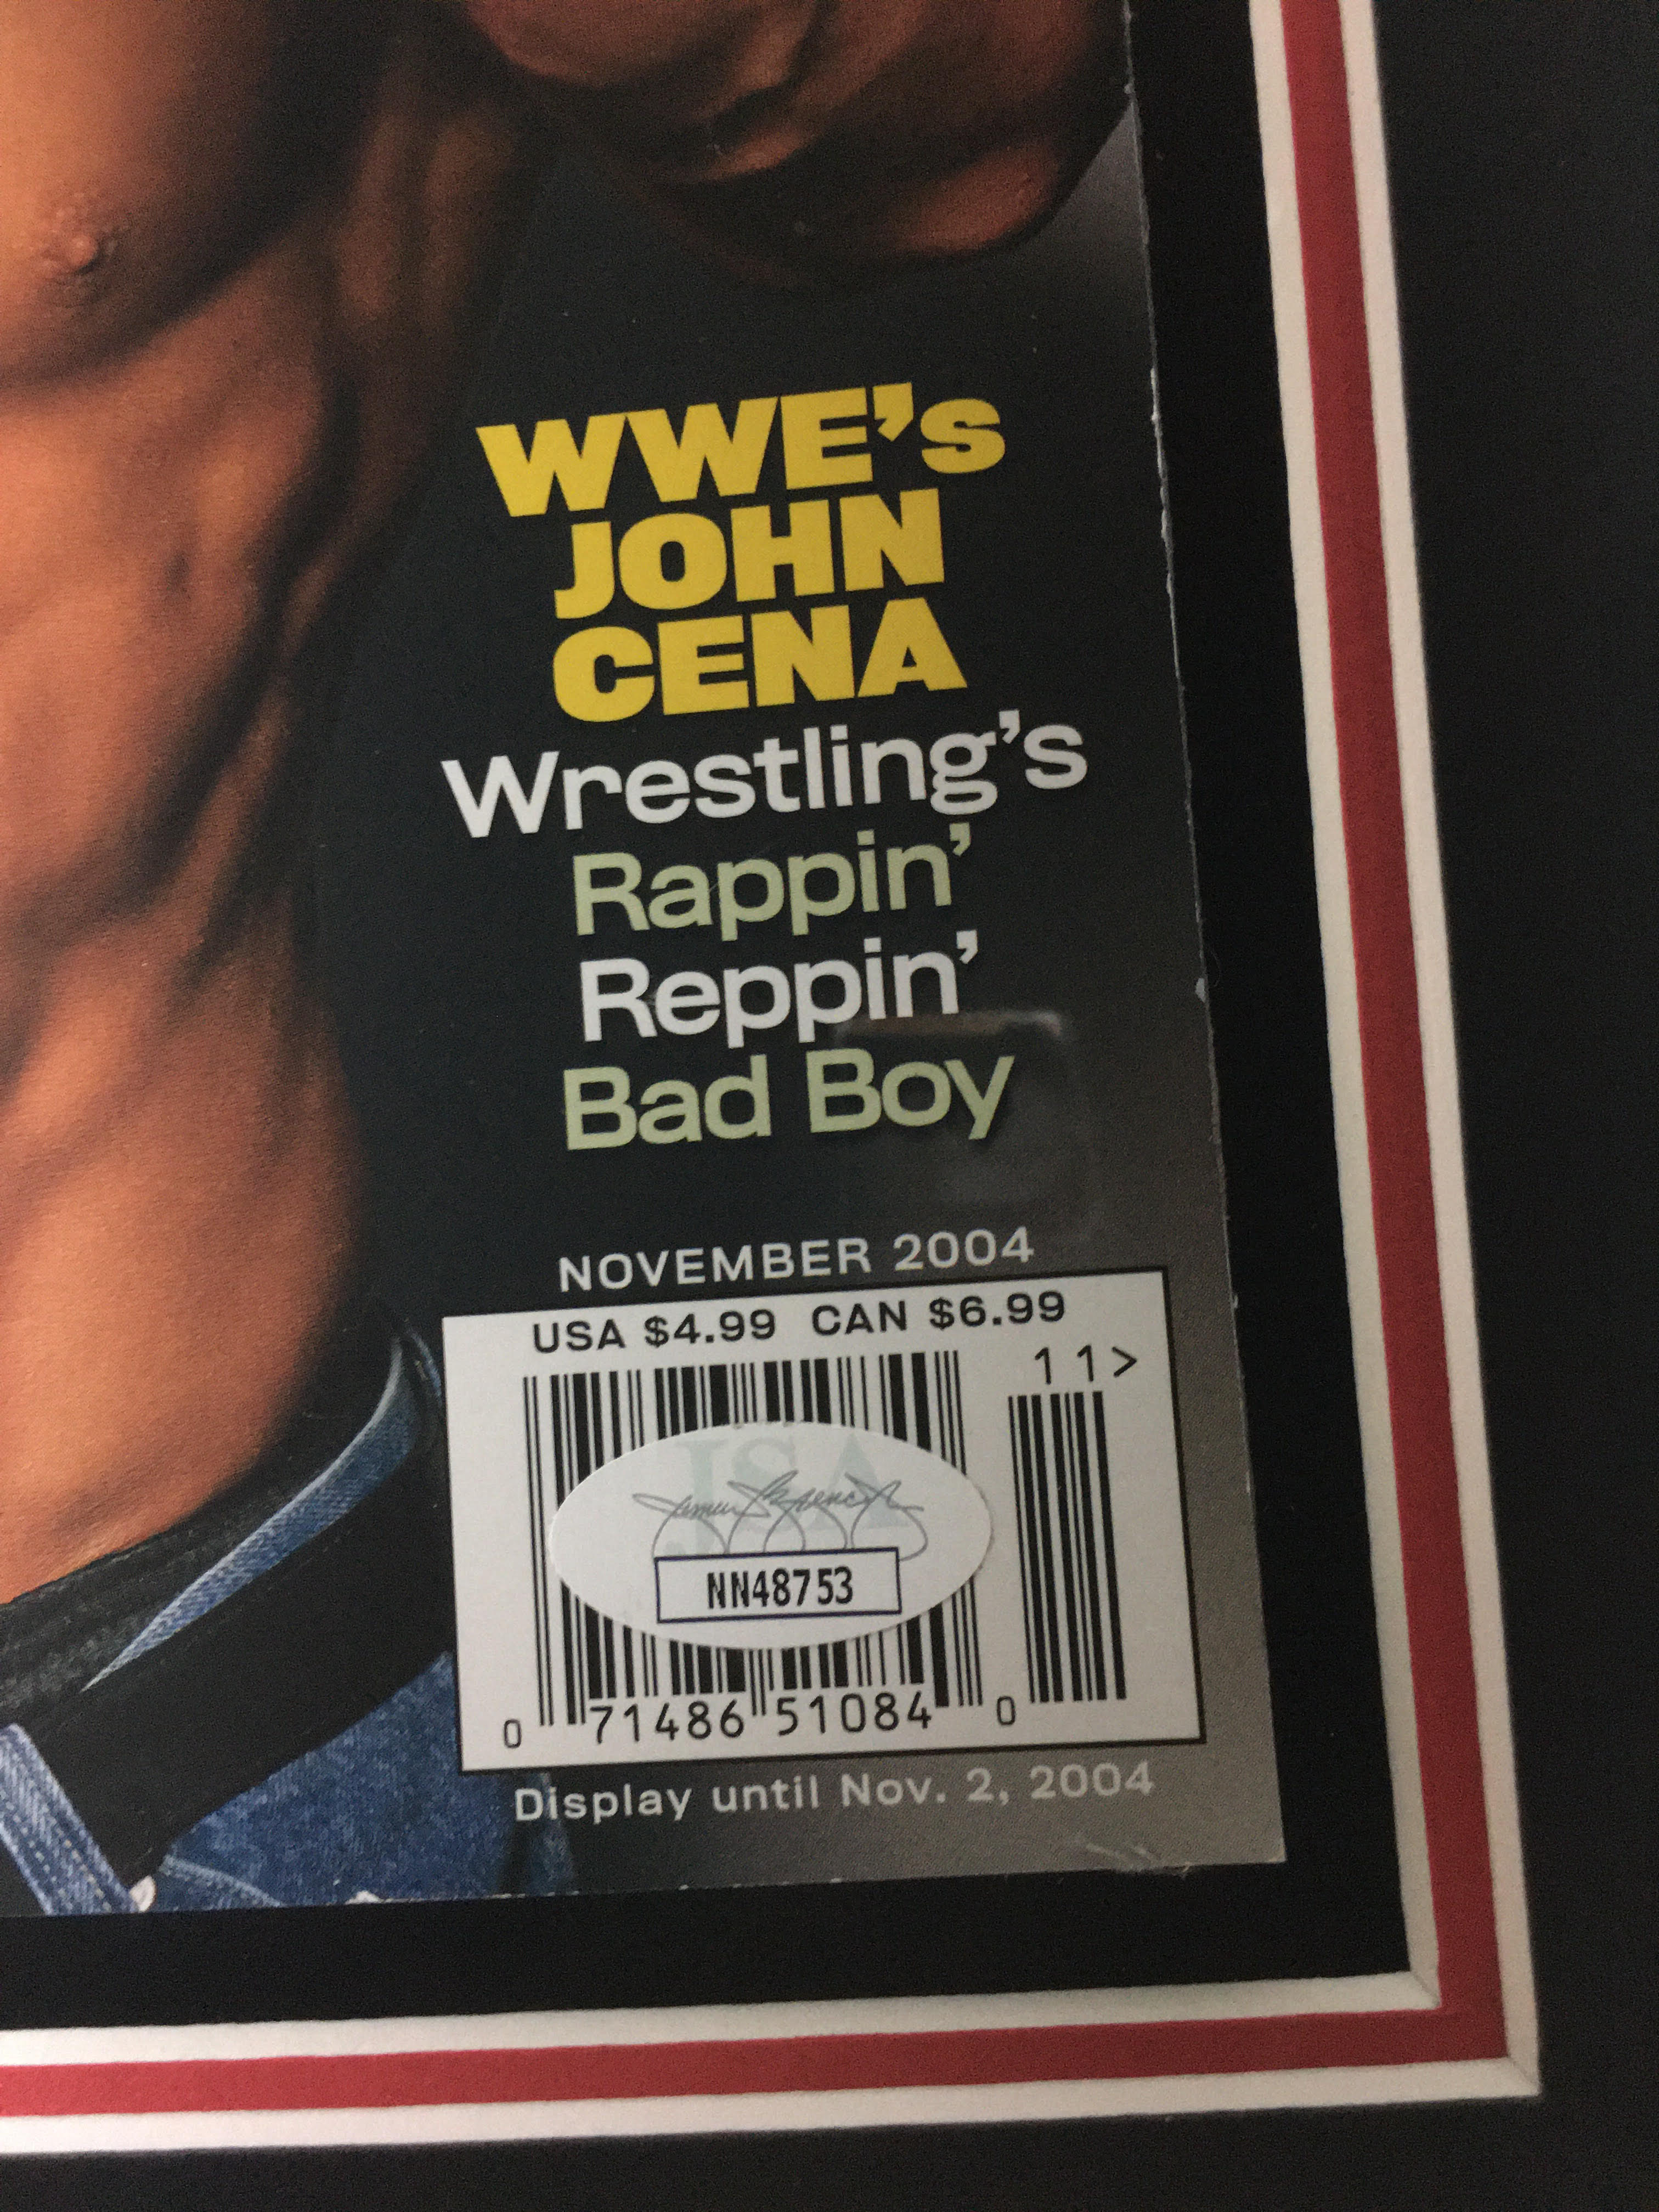 WWE's
JOHN
CENA
Wrestling's
Rappin'
Reppin'
Bad Boy
NOVEMBER 2004
USA $4.99 CAN $6.99
11>
JSA
NN48753
0 71486 51084 0
Display until Nov. 2, 2004